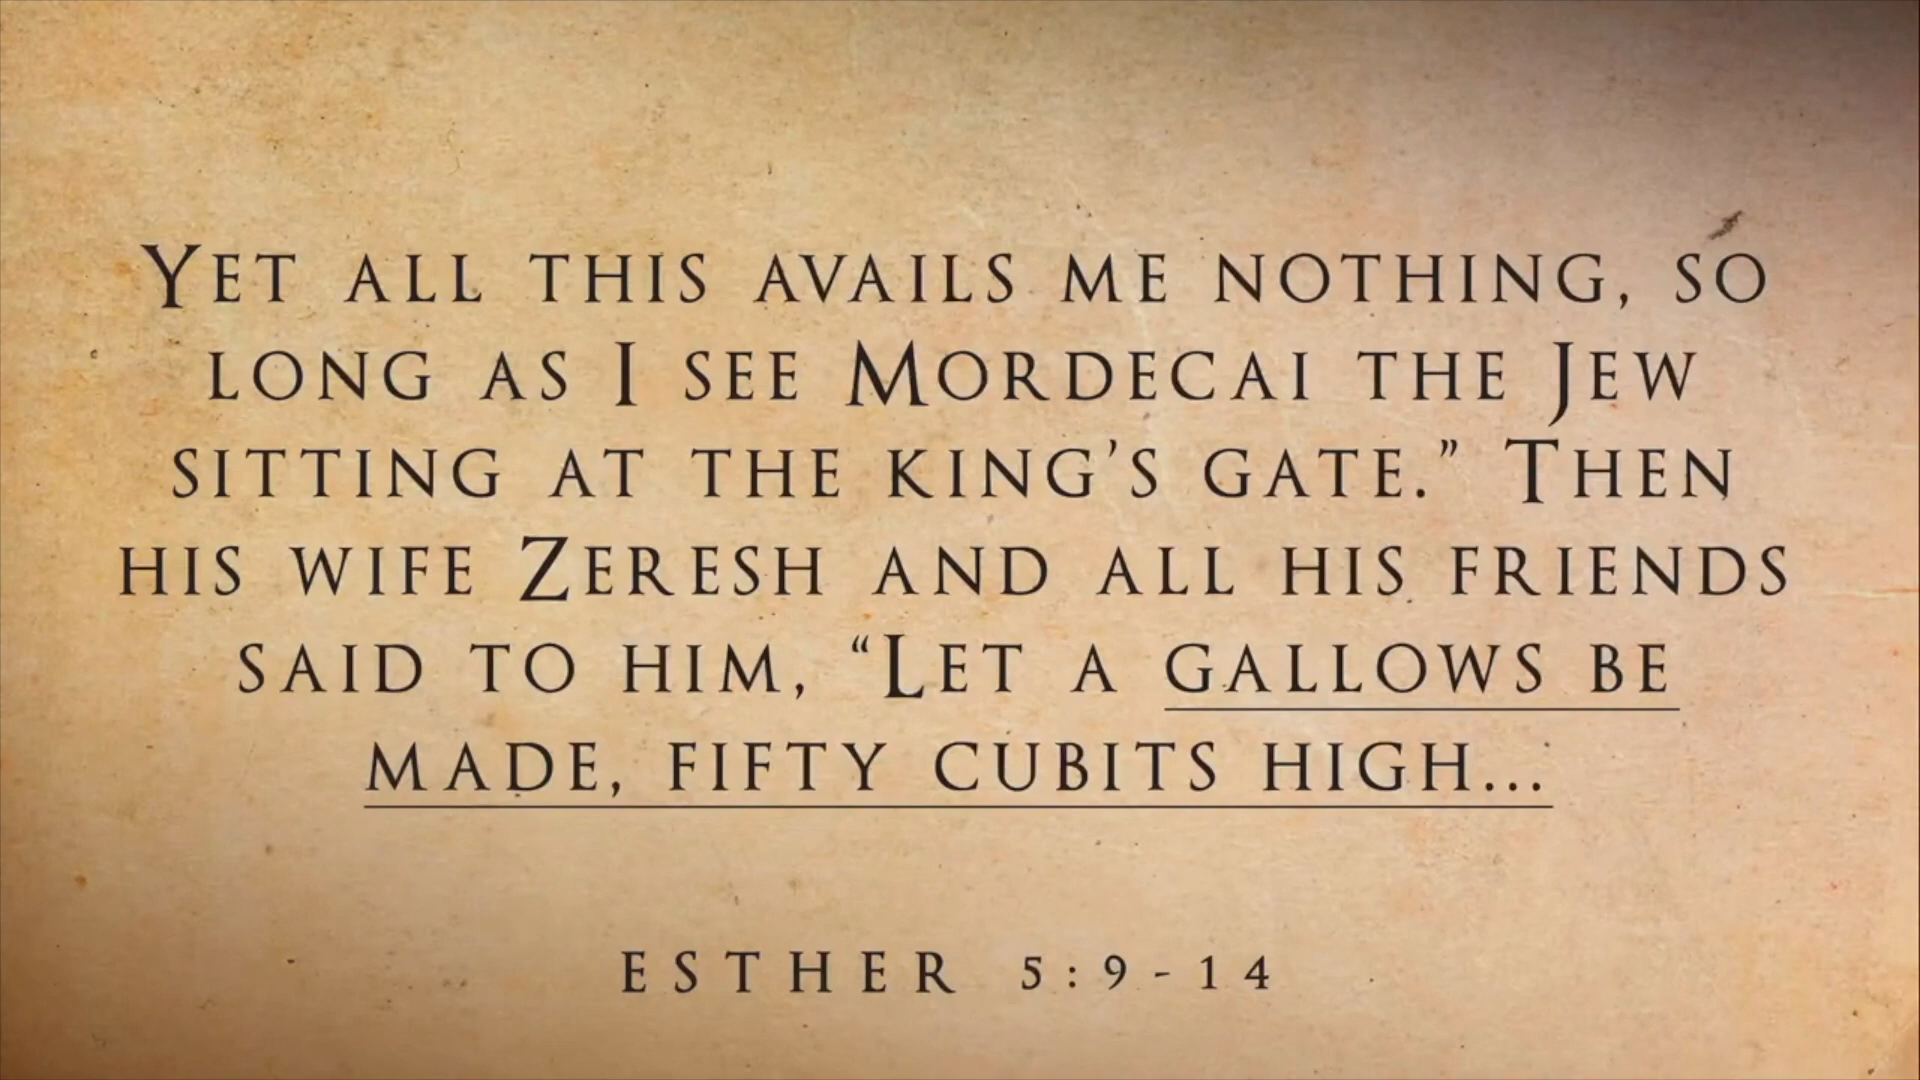 Yet all this avails me nothing, so
long as I see Mordecai the Jew
sitting at the king’s gate.” Then
his wife Zeresh and all his friends
said to him, “Let a gallows be
made, fifty cubits high...
Esther 5:9-14